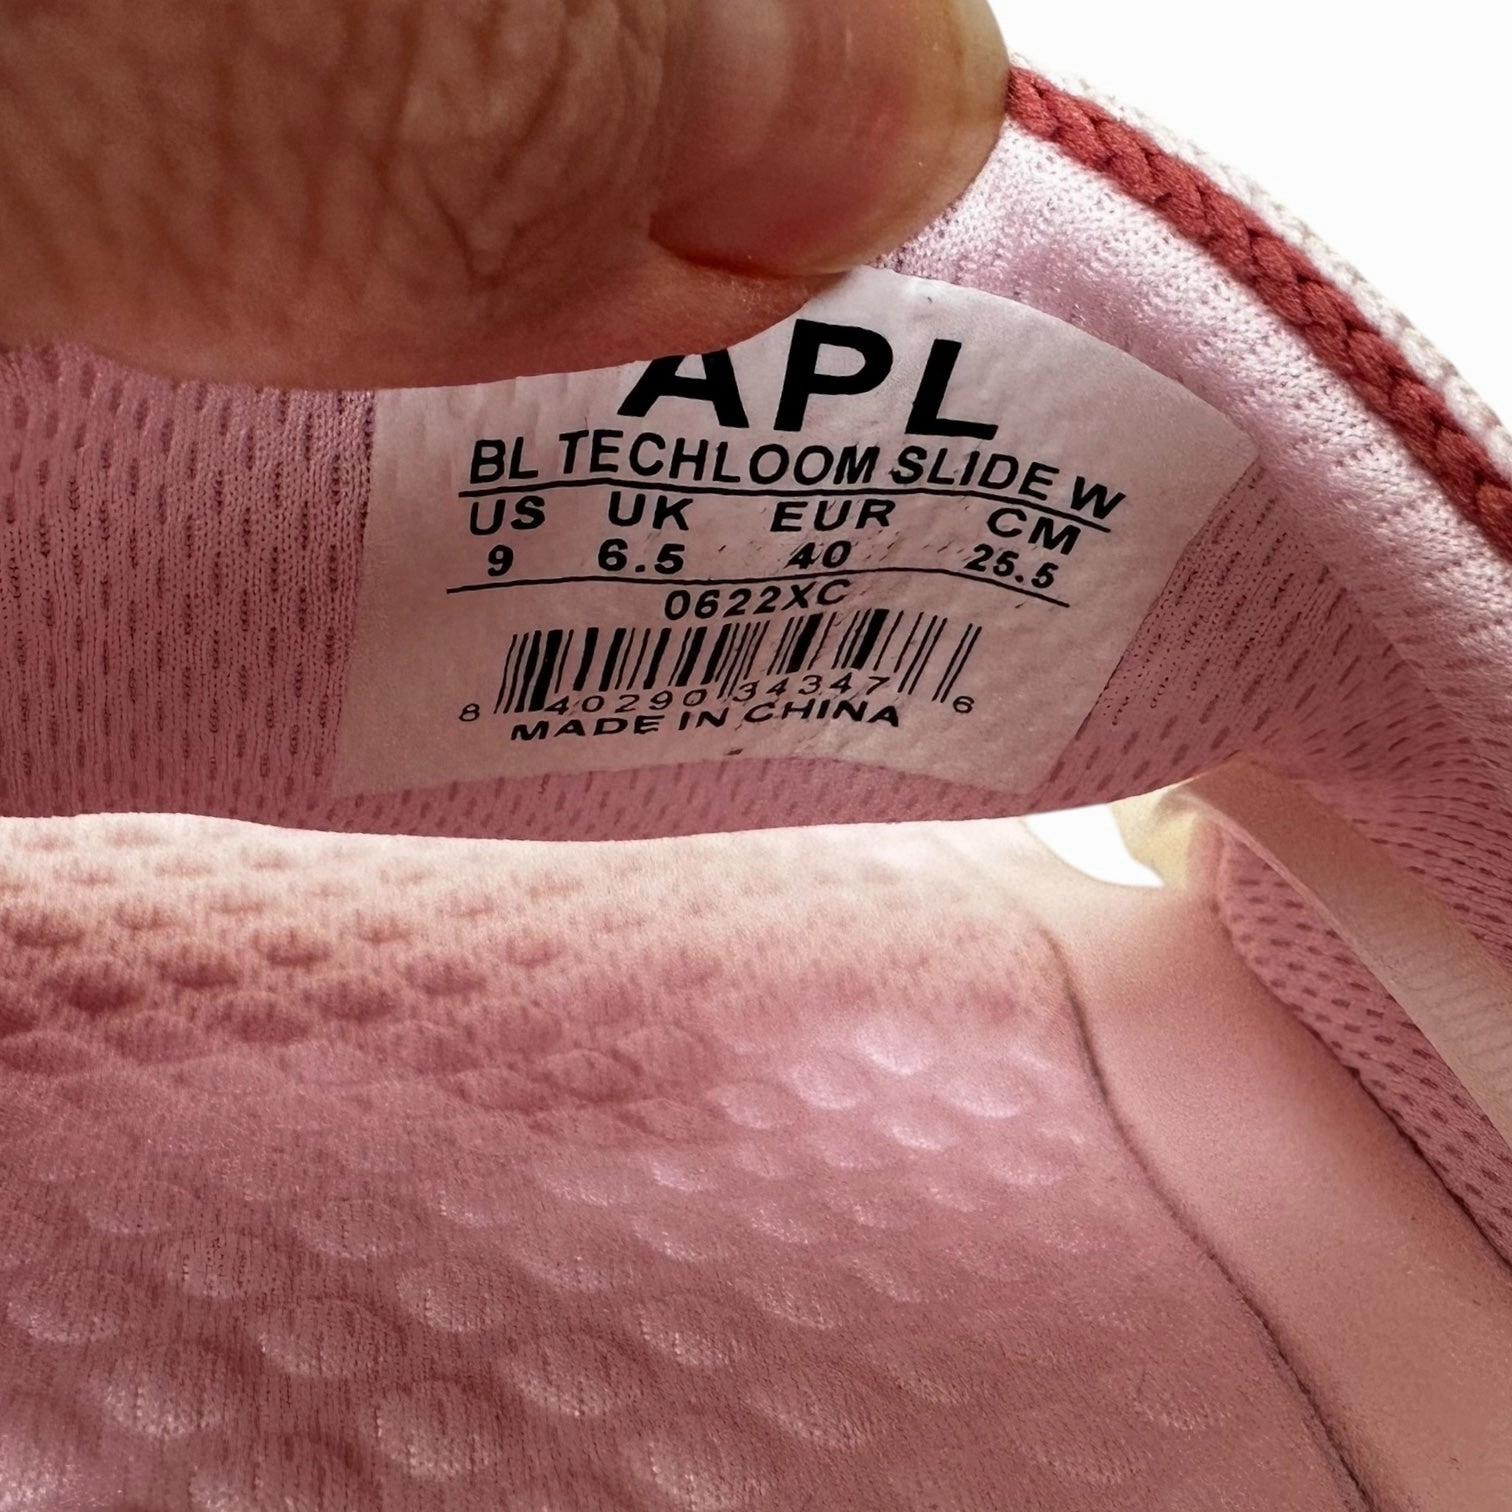 APL
BL TECHLOOM SLIDE W
US UK EUR CM
9 6.5 40 25.5
0622XC
8 40290 34347 6
MADE IN CHINA